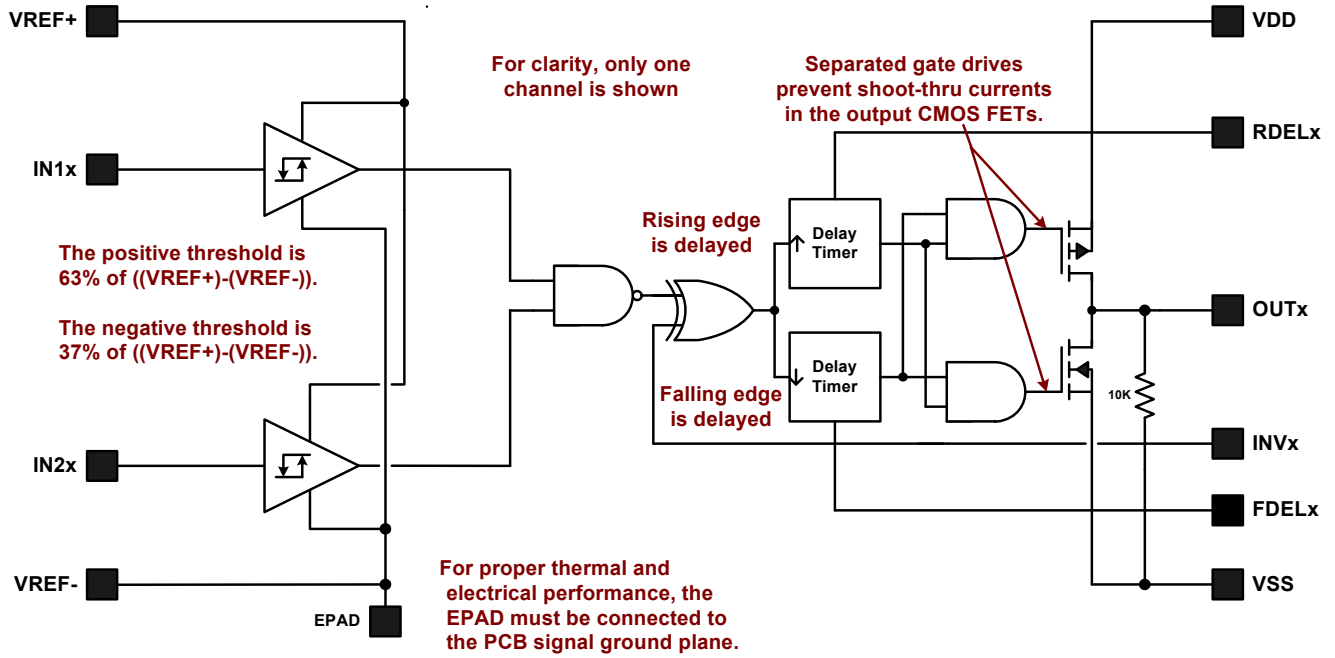 VREF+
VDD
For clarity, only one
channel is shown
Separated gate drives
prevent shoot-thru currents
in the output CMOS FETs.
RDELx
IN1x
Rising edge
is delayed
Delay
Timer
The positive threshold is
63% of ((VREF+)-(VREF-)).
The negative threshold is
37% of ((VREF+)-(VREF-)).
OUTx
Delay
Timer
Falling edge
is delayed
10K
IN2x
INVx
FDELx
VREF-
VSS
EPAD
For proper thermal and
electrical performance, the
EPAD must be connected to
the PCB signal ground plane.